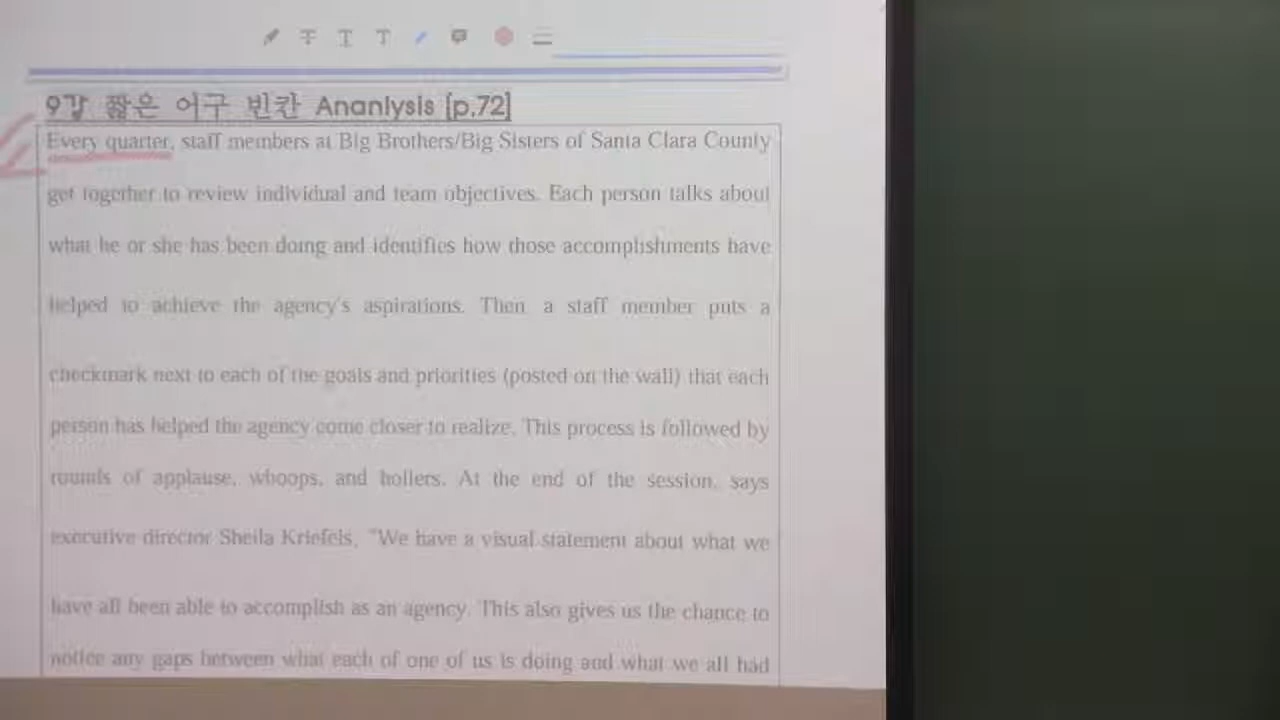 9강 짧은 어구 빈칸 Ananlysis [p.72]
Every quarter, staff members at Big Brothers/Big Sisters of Santa Clara County
get together to review individual and team objectives. Each person talks about
what he or she has been doing and identifies how those accomplishments have
helped to achieve the agency's aspirations. Then, a staff member puts a
checkmark next to each of the goals and priorities (posted on the wall) that each
person has helped the agency come closer to realize. This process is followed by
rounds of applause, whoops, and hollers. At the end of the session, says
executive director Sheila Kriefels, "We have a visual statement about what we
have all been able to accomplish as an agency. This also gives us the chance to
notice any gaps between what each of one of us is doing and what we all had